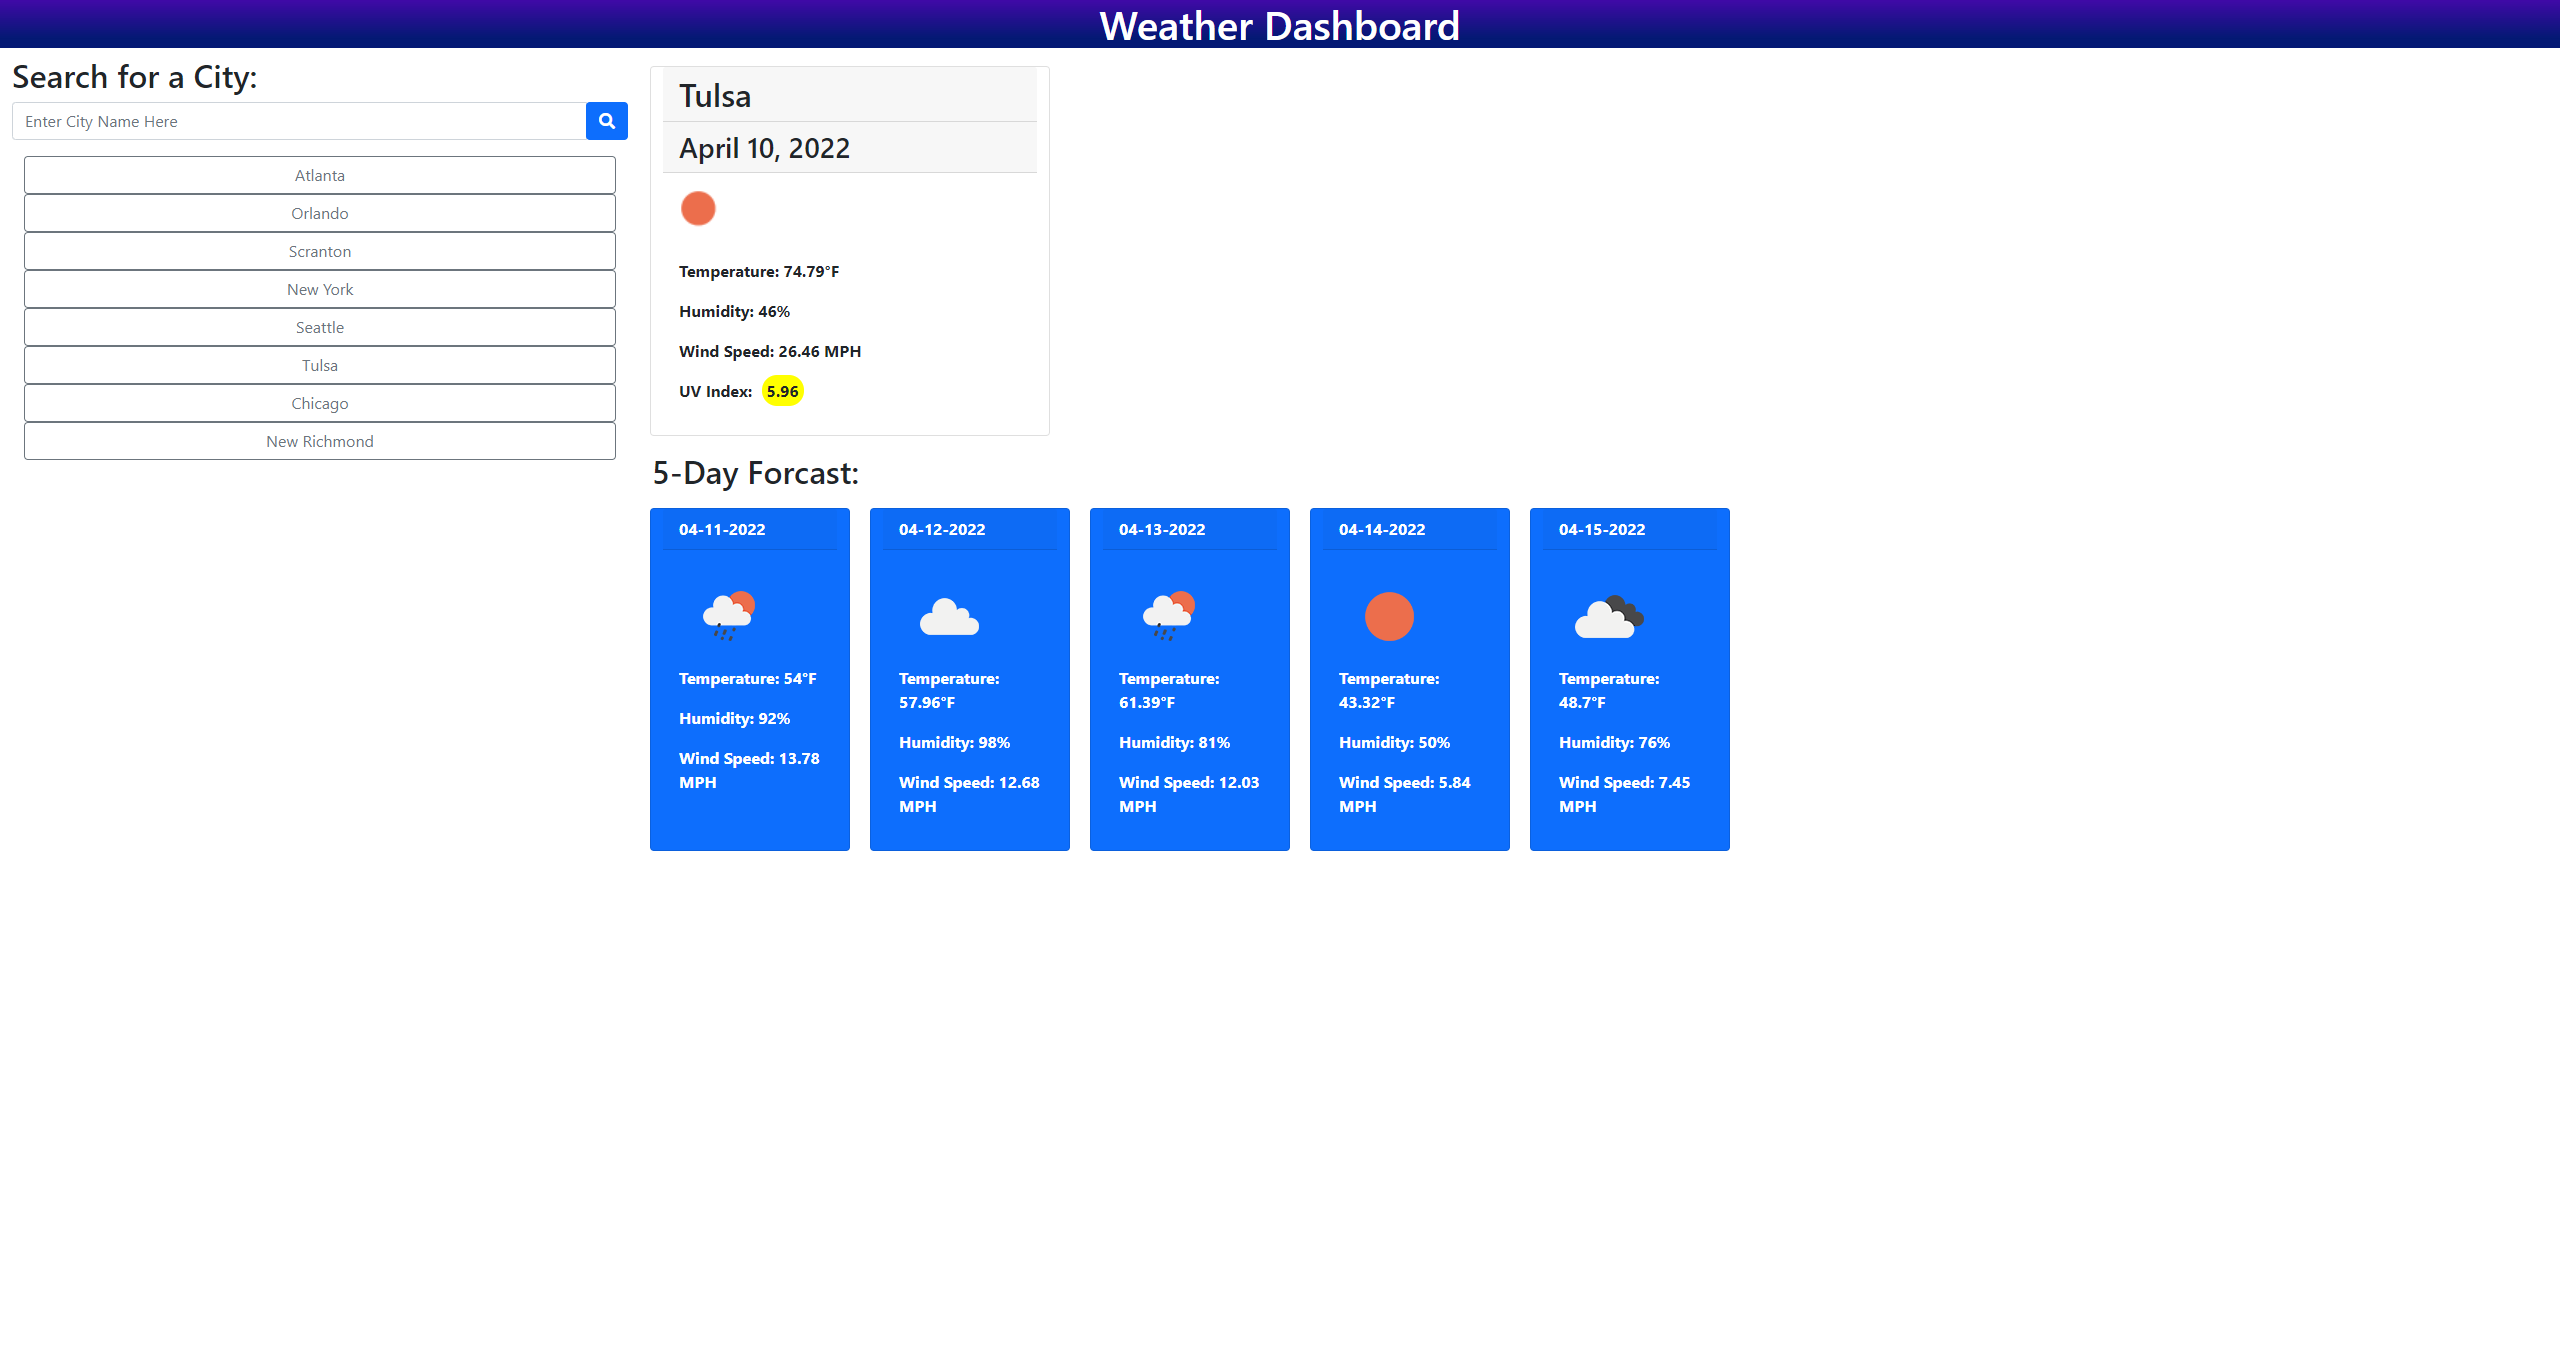 Weather Dashboard
Search for a City:
Enter City Name Here
Atlanta
Orlando
Scranton
New York
Seattle
Tulsa
Chicago
New Richmond
Tulsa
April 10, 2022
Temperature: 74.79°F
Humidity: 46%
Wind Speed: 26.46 MPH
UV Index: 5.96
5-Day Forcast:
04-11-2022
Temperature: 54°F
Humidity: 92%
Wind Speed: 13.78
MPH
04-12-2022
Temperature:
57.96°F
Humidity: 98%
Wind Speed: 12.68
MPH
04-13-2022
Temperature:
61.39°F
Humidity: 81%
Wind Speed: 12.03
MPH
04-14-2022
Temperature:
43.32°F
Humidity: 50%
Wind Speed: 5.84
MPH
04-15-2022
Temperature:
48.7°F
Humidity: 76%
Wind Speed: 7.45
MPH